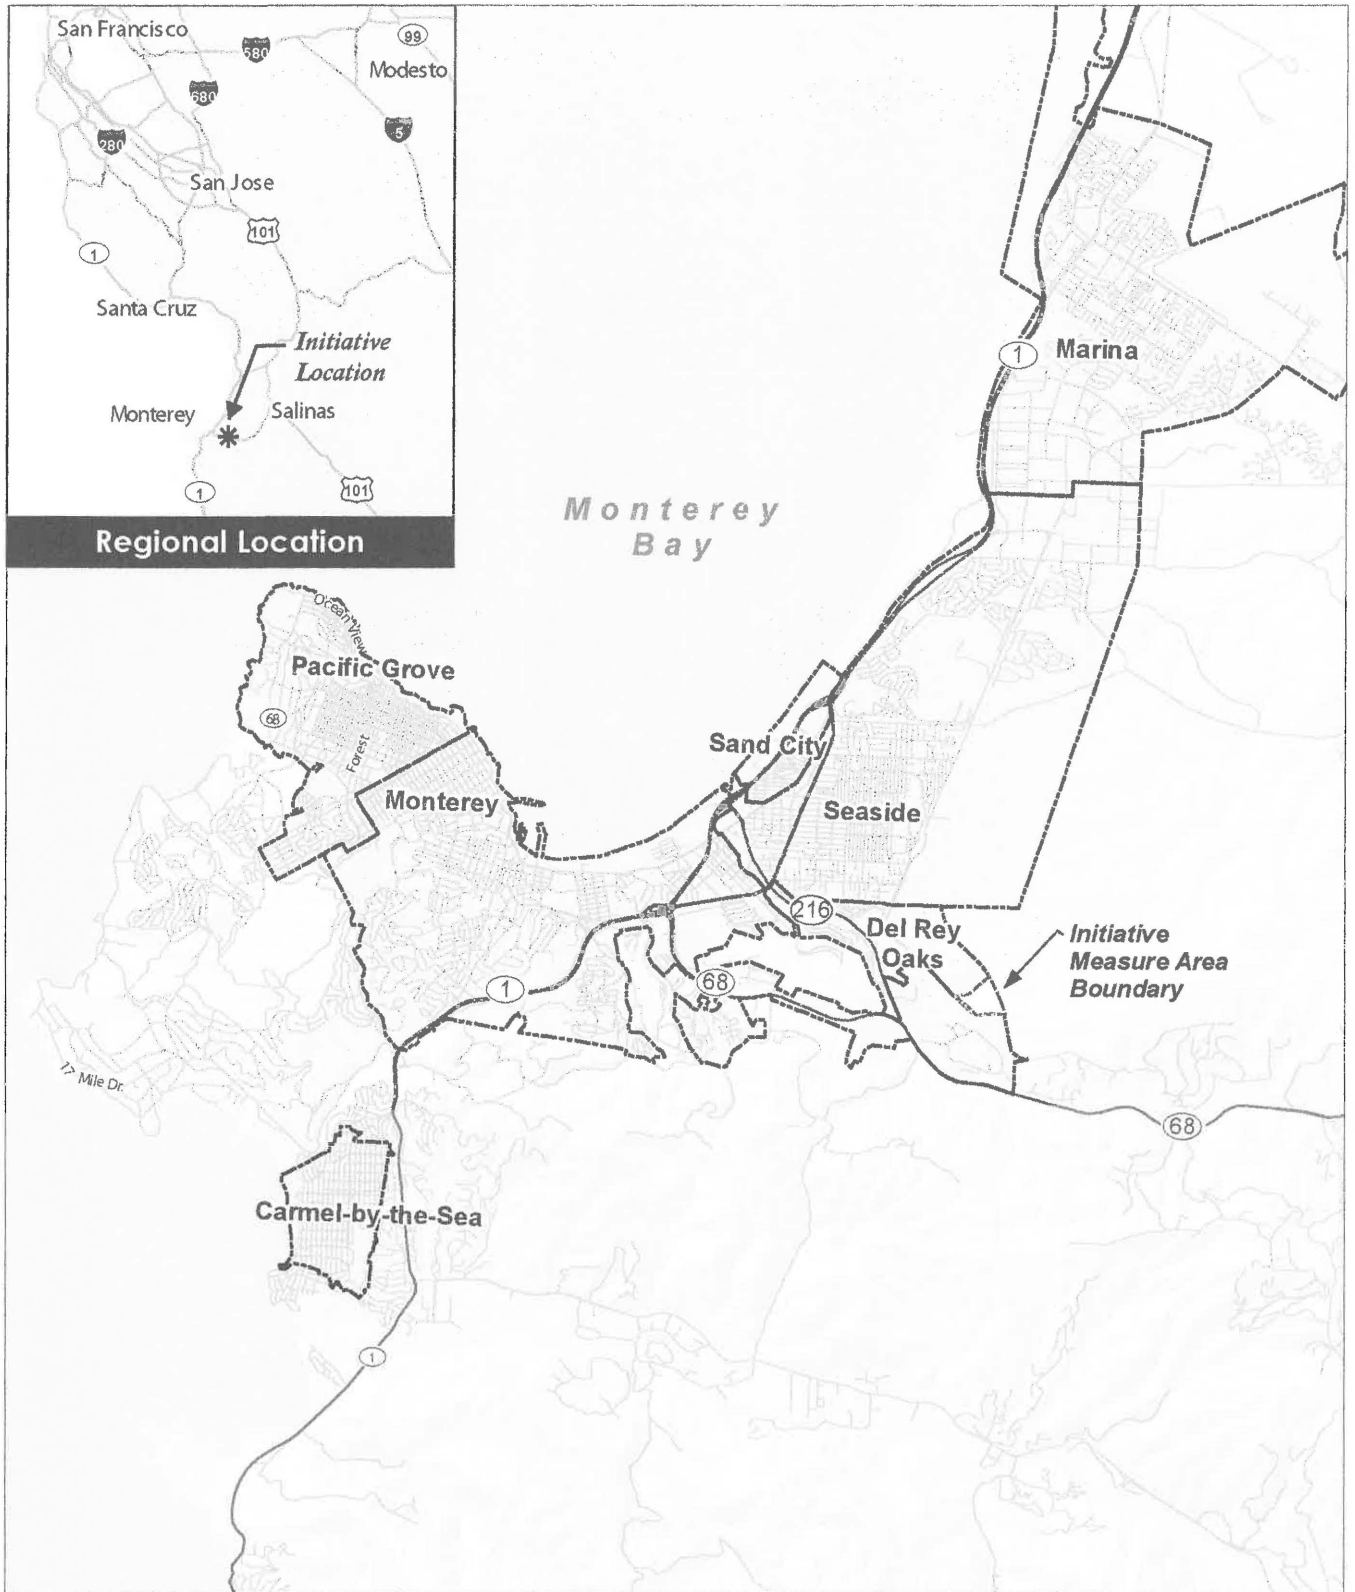 San Francisco
580
99
Modesto
680
5
280
San Jose
101
1
Santa Cruz
Initiative
Location
Monterey
Salinas
1
101
Regional Location
Monterey
Bay
1
Marina
Ocean View
Pacific Grove
68
Forest
Monterey
Sand City
Seaside
216
Del Rey
Oaks
Initiative
Measure Area
Boundary
68
1
17 Mile Dr.
68
Carmel-by-the-Sea
1